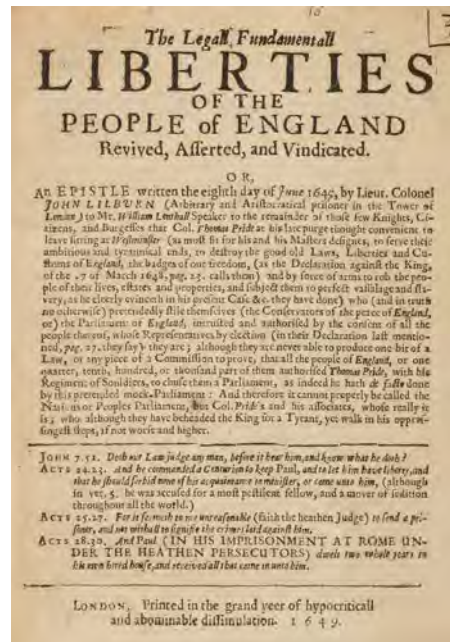 The Legall Fundamentall
LIBERTIES
OF THE
PEOPLE of ENGLAND
Revived, Asserted, and Vindicated.
OR,
An EPISTLE written the eighth day of June 1649, by Lieut. Colonel
JOHN LILBURN (Arbitrary and Aristocratical prisoner in the Tower of
London) to Mr. William Lenthall Speaker to the remainder of those few Knights, Ci-
tizens, and Burgesses that Col. Thomas Pride at his late purge thought convenient to
leave sitting at Westminster (as most fit for his and his Masters designes, to serve their
ambitious and tyrannical ends, to destroy the good old Laws, Liberties and Cu-
stoms of England, the badges of our freedom, (as the Declaration against the King,
of the .7 of March 1648, pag. 25. calls them) and by force of arms to rob the peo-
ple of their lives, estates and properties, and subject them to perfect vassalage and sla-
very, as he cleerly evinceth in his present Case &c. they have done) who (and in truth
no otherwise) pretendedly stile themselves (the Conservators of the peace of England,
or) the Parliament of England, intrusted and authorised by the consent of all the
people thereof, whose Representatives by election (in their Declaration last mentio-
ned, pag. 27. they say) they are; although they are never able to produce one bit of a
Law, or any piece of a Commission to prove, that all the people of England, or one
quarter, tenth, hundred, or thousand part of them authorised Thomas Pride, with his
Regiment of Souldiers, to chuse them a Parliament, as indeed he hath de facto done
by this pretended mock-Parliament: And therefore it cannot properly be called the
Nations or Peoples Parliament, but Col. Pride's and his associates, whose really it
is; who although they have beheaded the King for a Tyrant, yet walk in his oppres-
singest steps, if not worse and higher.
JOHN 7.51. Doth our Law judge any man, before it hear him, and know what he doth?
ACTS 24.23. And he commanded a Centurion to keep Paul, and to let him have liberty, and
that he should forbid none of his acquaintance to minister, or come unto him, (although
in ver. 5. he was accused for a most pestilent fellow, and a mover of sedition
throughout all the world.)
ACTS 25.27. For it seemeth to me unreasonable (saith the heathen Judge) to send a pri-
soner, and not withall to signifie the crimes laid against him.
ACTS 28.30. And Paul (IN HIS IMPRISONMENT AT ROME UN-
DER THE HEATHEN PERSECUTORS) dwelt two whole years in
his own hired house, and received all that came in unto him.
LONDON, Printed in the grand yeer of hypocriticall
and abominable dissimulation. 1649.